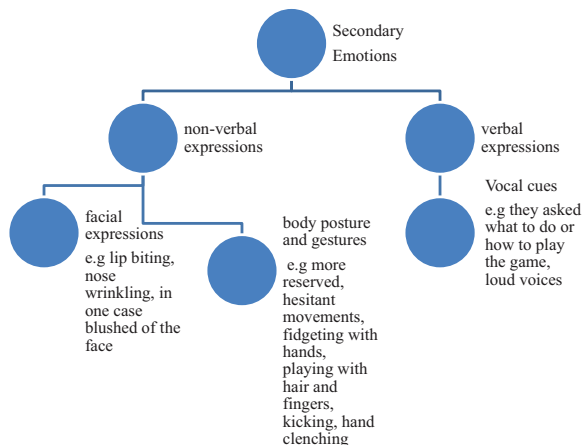 Secondary
Emotions
non-verbal
expressions
verbal
expressions
facial
expressions
e.g lip biting,
nose
wrinkling, in
one case
blushed of the
face
body posture
and gestures
e.g more
reserved,
hesitant
movements,
fidgeting with
hands,
playing with
hair and
fingers,
kicking, hand
clenching
Vocal cues
e.g they asked
what to do or
how to play
the game,
loud voices